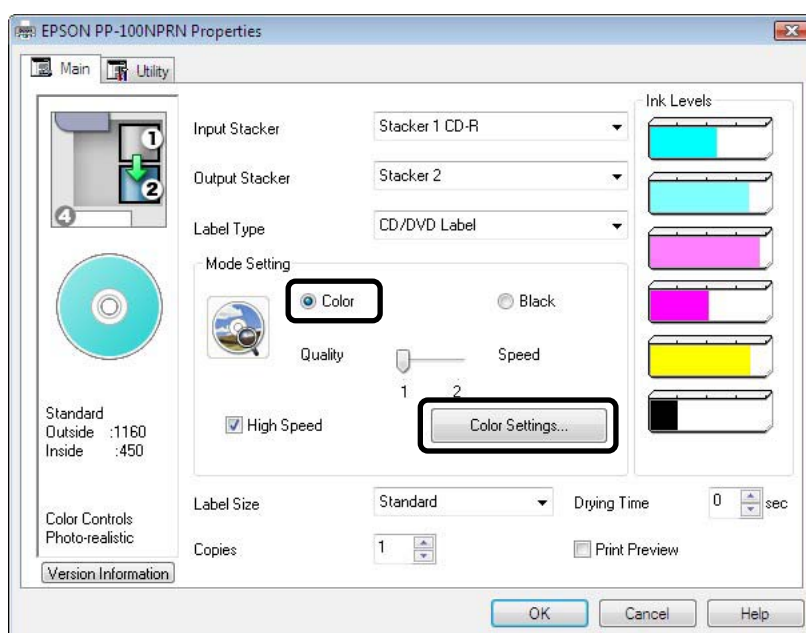 EPSON PP-100NPRN Properties
Main Utility
Ink Levels
1
2
4
Input Stacker Stacker 1 CD-R
Output Stacker Stacker 2
Label Type CD/DVD Label
Mode Setting
Color Black
Quality Speed
1 2
High Speed Color Settings...
Standard
Outside :1160
Inside :450
Label Size Standard Drying Time 0 sec
Color Controls
Photo-realistic
Copies 1 Print Preview
Version Information
OK Cancel Help